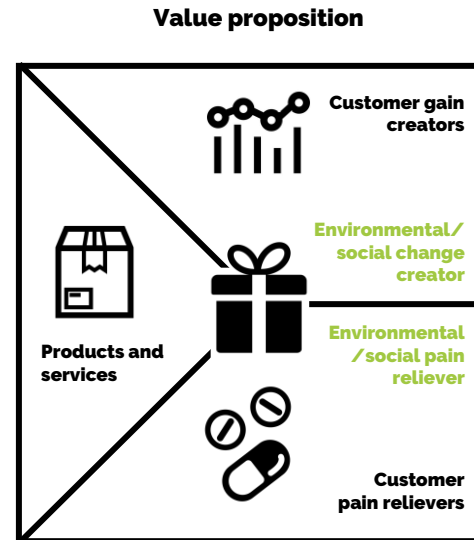 Value proposition
Customer gain
creators
Environmental/
social change
creator
Products and
services
Environmental
/social pain
reliever
Customer
pain relievers